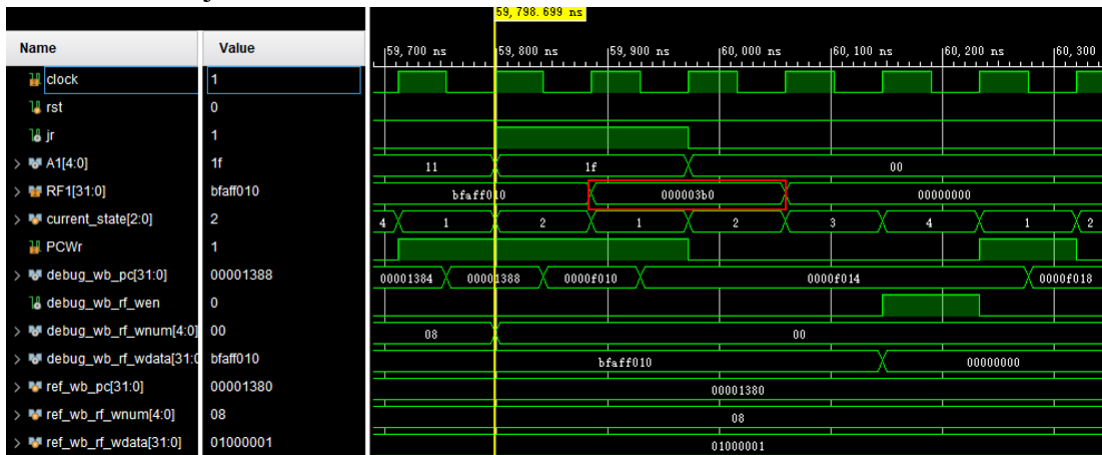 59,798.699 ns
Name Value 59,700 ns 59,800 ns 59,900 ns 60,000 ns 60,100 ns 60,200 ns 60,300
clock 1
rst 0
jr 1
A1[4:0] 1f 11 1f 00
RF1[31:0] bfaff010 bfaff010 000003b0 00000000
current_state[2:0] 2 4 1 2 1 2 3 4 1 2
PCWr 1
debug_wb_pc[31:0] 00001388 00001384 00001388 0000f010 0000f014 0000f018
debug_wb_rf_wen 0
debug_wb_rf_wnum[4:0] 00 08 00
debug_wb_rf_wdata[31:0 bfaff010 bfaff010 00000000
ref_wb_pc[31:0] 00001380 00001380
ref_wb_rf_wnum[4:0] 08 08
ref_wb_rf_wdata[31:0] 01000001 01000001